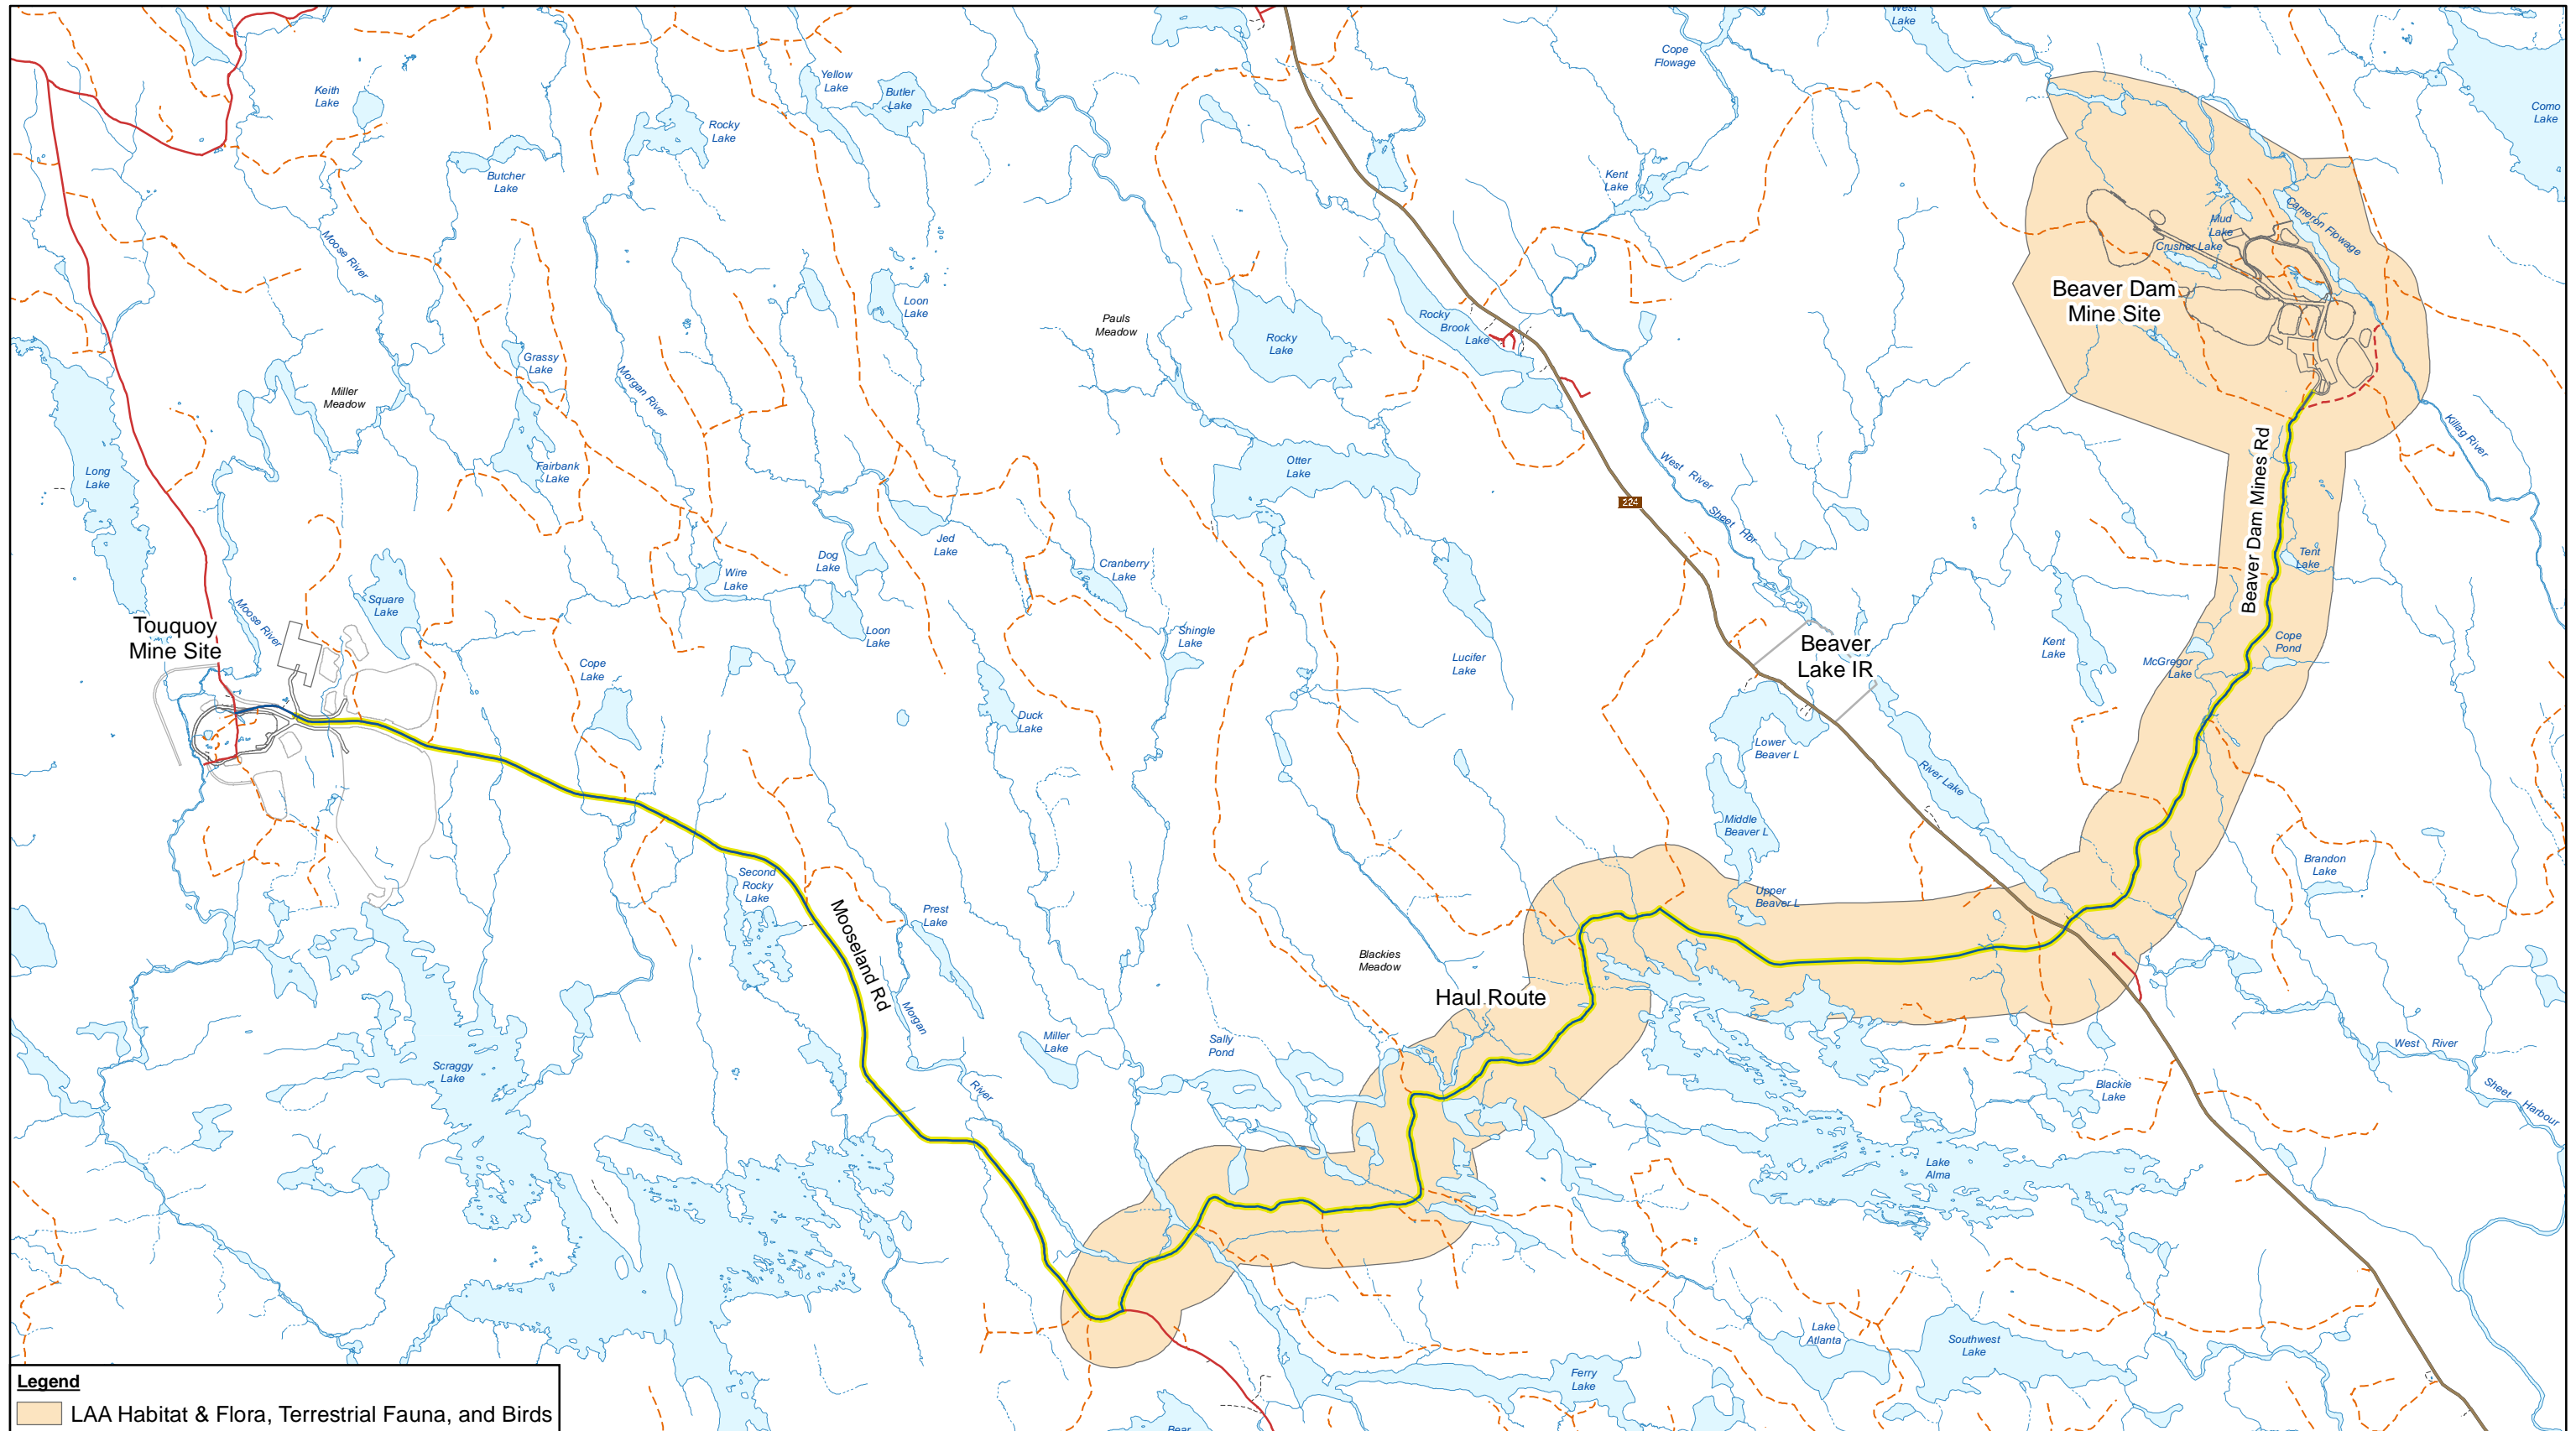 West
Lake
Cope
Flowage
Keith
Lake
Yellow
Lake
Butler
Lake
Rocky
Lake
Como
Lake
Butcher
Lake
Kent
Lake
Moose River
Mud
Lake
Cameron Flowage
Crusher Lake
Beaver Dam
Mine Site
Loon
Lake
Pauls
Meadow
Rocky
Lake
Rocky
Brook
Lake
Grassy
Lake
Miller
Meadow
Morgan River
Long
Lake
Fairbank
Lake
Otter
Lake
224
West River
Sheet Hbr
Killag River
Beaver Dam Mines Rd
Jed
Lake
Dog
Lake
Wire
Lake
Cranberry
Lake
Tent
Lake
Square
Lake
Moose River
Touquoy
Mine Site
Loon
Lake
Shingle
Lake
Lucifer
Lake
Beaver
Lake IR
Kent
Lake
Cope
Pond
McGregor
Lake
Cope
Lake
Duck
Lake
Lower
Beaver L
River Lake
Middle
Beaver L
Second
Rocky
Lake
Upper
Beaver L
Brandon
Lake
Prest
Lake
Mooseland Rd
Blackies
Meadow
Haul Route
Morgan
River
Miller
Lake
Sally
Pond
Scraggy
Lake
West River
Sheet Harbour
Blackie
Lake
Lake
Alma
Lake
Atlanta
Southwest
Lake
Ferry
Lake
Bear
Legend
LAA Habitat & Flora, Terrestrial Fauna, and Birds